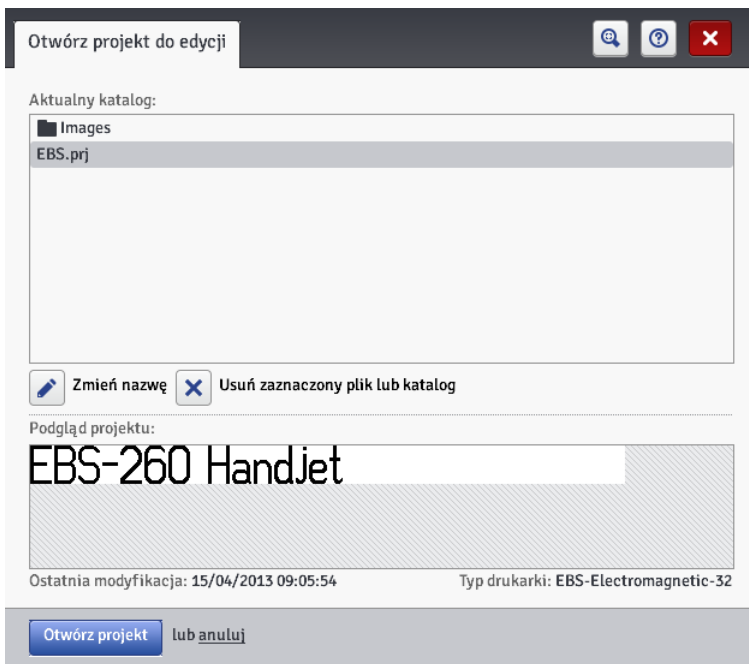 Otwórz projekt do edycji
Aktualny katalog:
Images
EBS.prj
Zmień nazwę Usuń zaznaczony plik lub katalog
Podgląd projektu:
EBS-260 Handjet
Ostatnia modyfikacja: 15/04/2013 09:05:54 Typ drukarki: EBS-Electromagnetic-32
Otwórz projekt lub anuluj